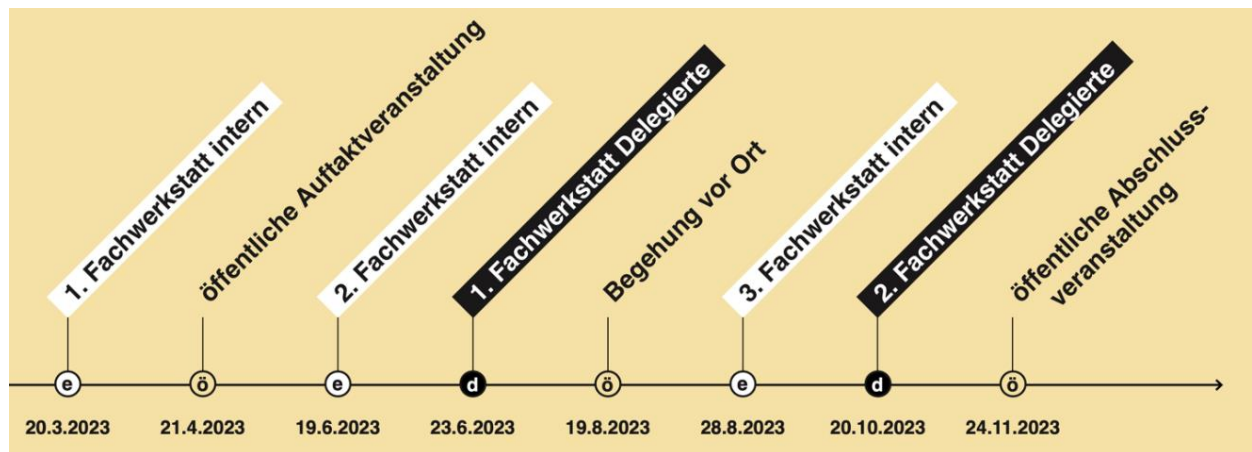 1. Fachwerkstatt intern
öffentliche Auftaktveranstaltung
2. Fachwerkstatt intern
1. Fachwerkstatt Delegierte
Begehung vor Ort
3. Fachwerkstatt intern
2. Fachwerkstatt Delegierte
öffentliche Abschluss-
veranstaltung
e ö e d ö e d ö
20.3.2023 21.4.2023 19.6.2023 23.6.2023 19.8.2023 28.8.2023 20.10.2023 24.11.2023